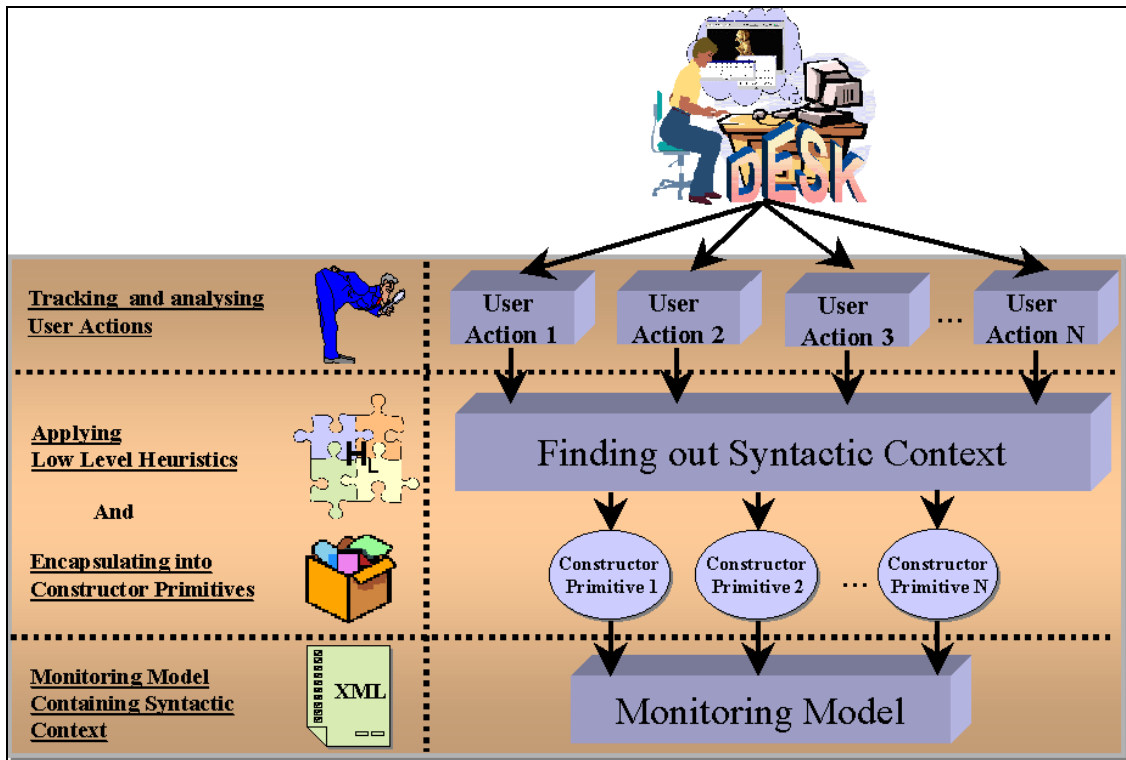 DESK
Tracking and analysing
User Actions
User
Action 1
User
Action 2
User
Action 3
...
User
Action N
Applying
Low Level Heuristics
And
Encapsulating into
Constructor Primitives
HL
Finding out Syntactic Context
Constructor
Primitive 1
Constructor
Primitive 2
...
Constructor
Primitive N
Monitoring Model
Containing Syntactic
Context
XML
Monitoring Model